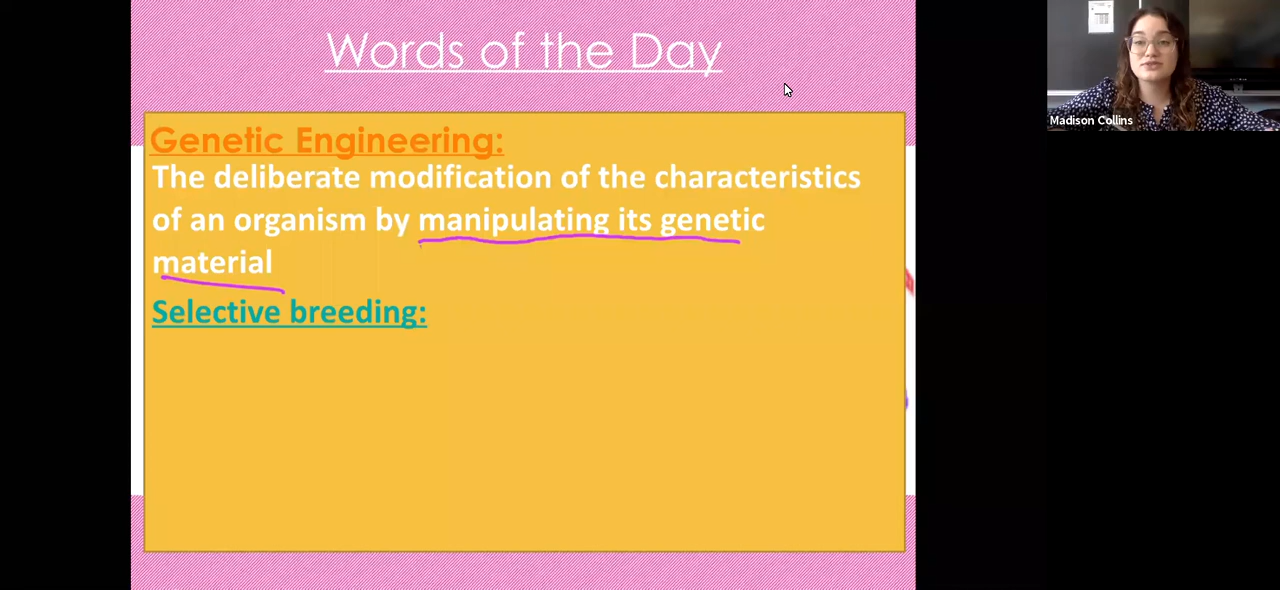 Words of the Day
Madison Collins
Genetic Engineering:
The deliberate modification of the characteristics
of an organism by manipulating its genetic
material
Selective breeding: